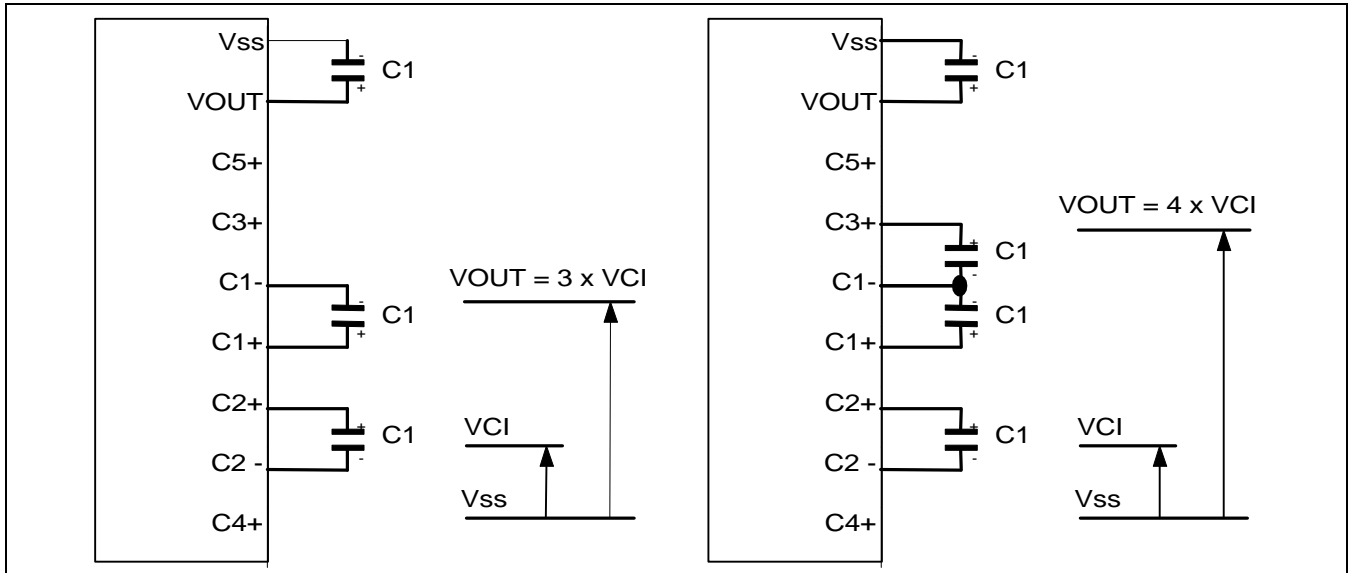 Vss
- C1
+
VOUT
C5+
C3+
C1-
- C1
+
C1+
C2+
+ C1
-
C2 -
C4+
VOUT = 3 x VCI
VCI
Vss
Vss
- C1
+
VOUT
C5+
C3+
+ C1
-
C1-
- C1
+
C1+
C2+
+ C1
-
C2 -
C4+
VOUT = 4 x VCI
VCI
Vss